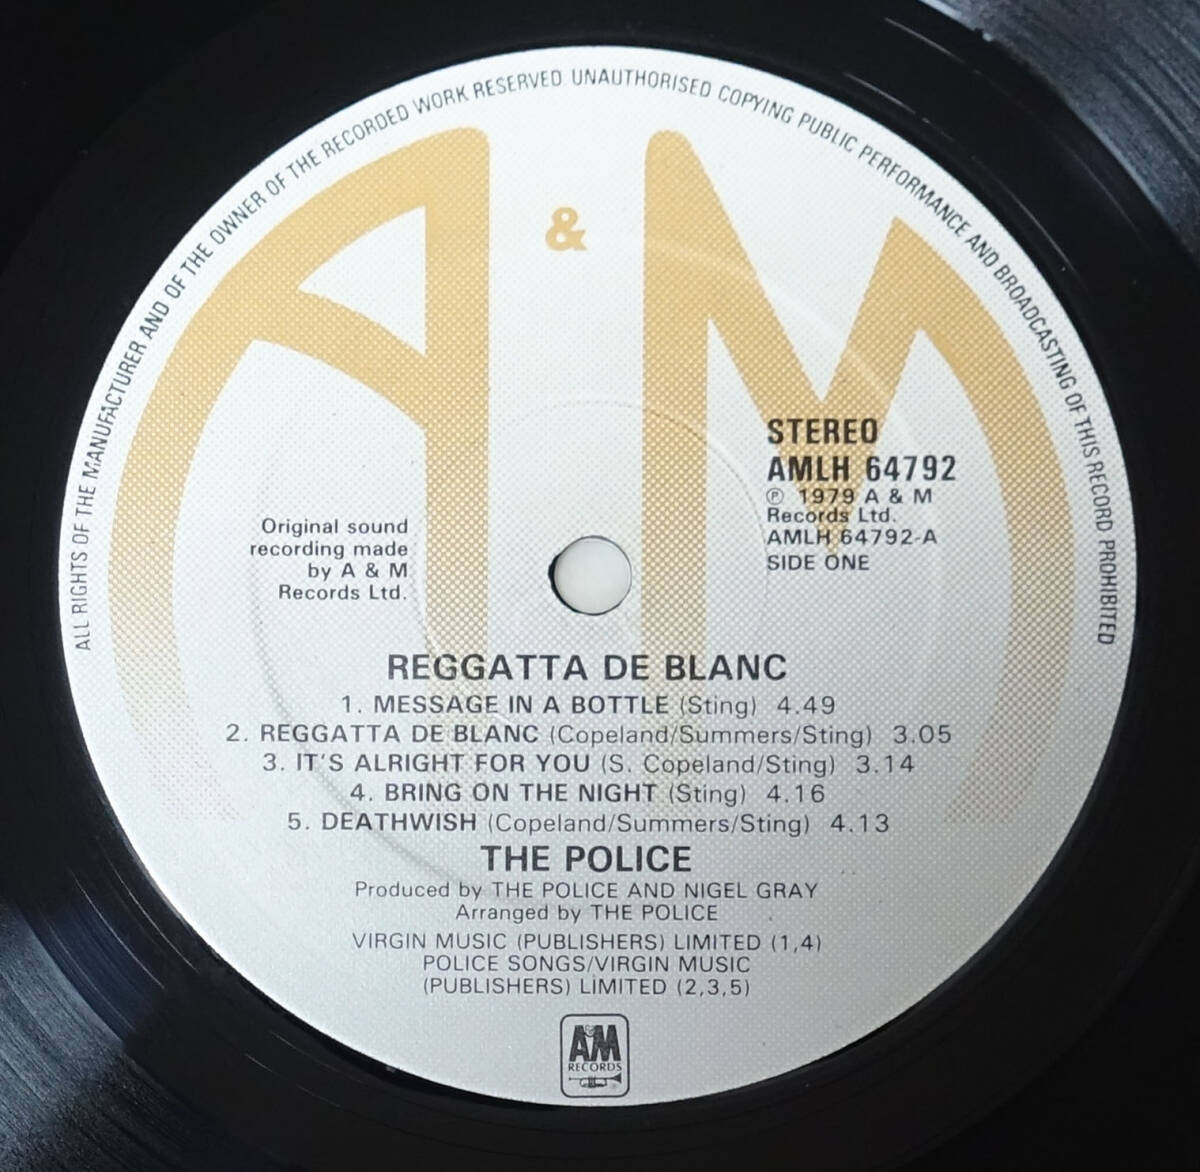 ALL RIGHTS OF THE MANUFACTURER AND OF THE OWNER OF THE RECORDED WORK RESERVED. UNAUTHORISED COPYING PUBLIC PERFORMANCE AND BROADCASTING OF THIS RECORD PROHIBITED
A & M
STEREO
AMLH 64792
Ⓟ 1979 A & M
Records Ltd.
AMLH 64792-A
SIDE ONE
Original sound
recording made
by A & M
Records Ltd.
REGGATTA DE BLANC
1. MESSAGE IN A BOTTLE (Sting) 4.49
2. REGGATTA DE BLANC (Copeland/Summers/Sting) 3.05
3. IT'S ALRIGHT FOR YOU (S. Copeland/Sting) 3.14
4. BRING ON THE NIGHT (Sting) 4.16
5. DEATHWISH (Copeland/Summers/Sting) 4.13
THE POLICE
Produced by THE POLICE AND NIGEL GRAY
Arranged by THE POLICE
VIRGIN MUSIC (PUBLISHERS) LIMITED (1,4)
POLICE SONGS/VIRGIN MUSIC
(PUBLISHERS) LIMITED (2,3,5)
A&M
RECORDS